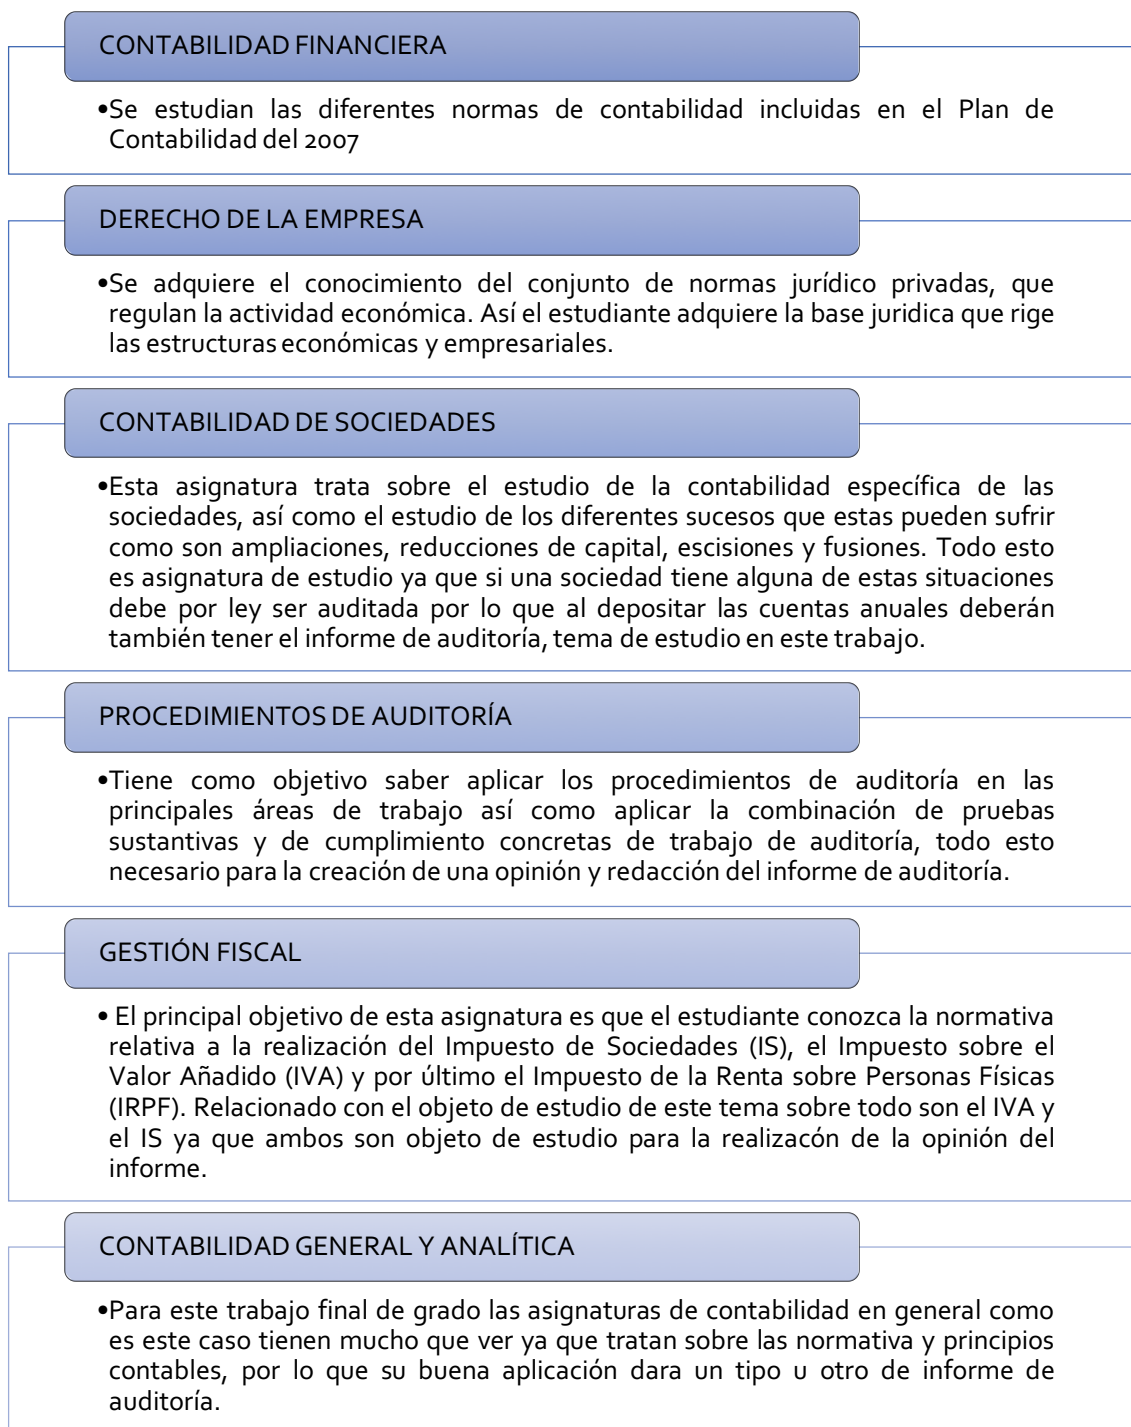 CONTABILIDAD FINANCIERA
•Se estudian las diferentes normas de contabilidad incluidas en el Plan de
Contabilidad del 2007
DERECHO DE LA EMPRESA
•Se adquiere el conocimiento del conjunto de normas jurídico privadas, que
regulan la actividad económica. Así el estudiante adquiere la base juridica que rige
las estructuras económicas y empresariales.
CONTABILIDAD DE SOCIEDADES
•Esta asignatura trata sobre el estudio de la contabilidad específica de las
sociedades, así como el estudio de los diferentes sucesos que estas pueden sufrir
como son ampliaciones, reducciones de capital, escisiones y fusiones. Todo esto
es asignatura de estudio ya que si una sociedad tiene alguna de estas situaciones
debe por ley ser auditada por lo que al depositar las cuentas anuales deberán
también tener el informe de auditoría, tema de estudio en este trabajo.
PROCEDIMIENTOS DE AUDITORÍA
•Tiene como objetivo saber aplicar los procedimientos de auditoría en las
principales áreas de trabajo así como aplicar la combinación de pruebas
sustantivas y de cumplimiento concretas de trabajo de auditoría, todo esto
necesario para la creación de una opinión y redacción del informe de auditoría.
GESTIÓN FISCAL
• El principal objetivo de esta asignatura es que el estudiante conozca la normativa
relativa a la realización del Impuesto de Sociedades (IS), el Impuesto sobre el
Valor Añadido (IVA) y por último el Impuesto de la Renta sobre Personas Físicas
(IRPF). Relacionado con el objeto de estudio de este tema sobre todo son el IVA y
el IS ya que ambos son objeto de estudio para la realizacón de la opinión del
informe.
CONTABILIDAD GENERAL Y ANALÍTICA
•Para este trabajo final de grado las asignaturas de contabilidad en general como
es este caso tienen mucho que ver ya que tratan sobre las normativa y principios
contables, por lo que su buena aplicación dara un tipo u otro de informe de
auditoría.